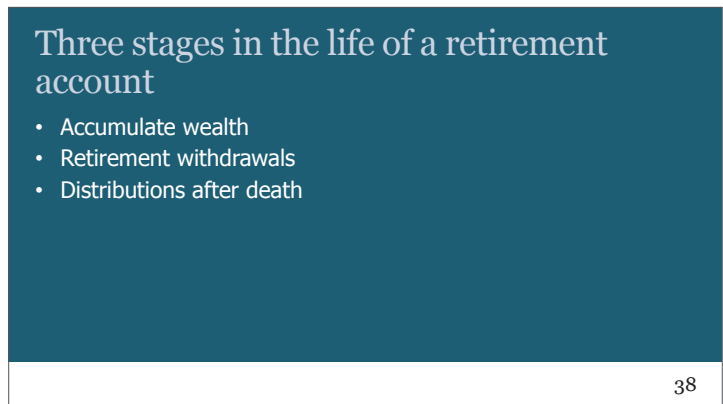 Three stages in the life of a retirement
account
• Accumulate wealth
• Retirement withdrawals
• Distributions after death
38